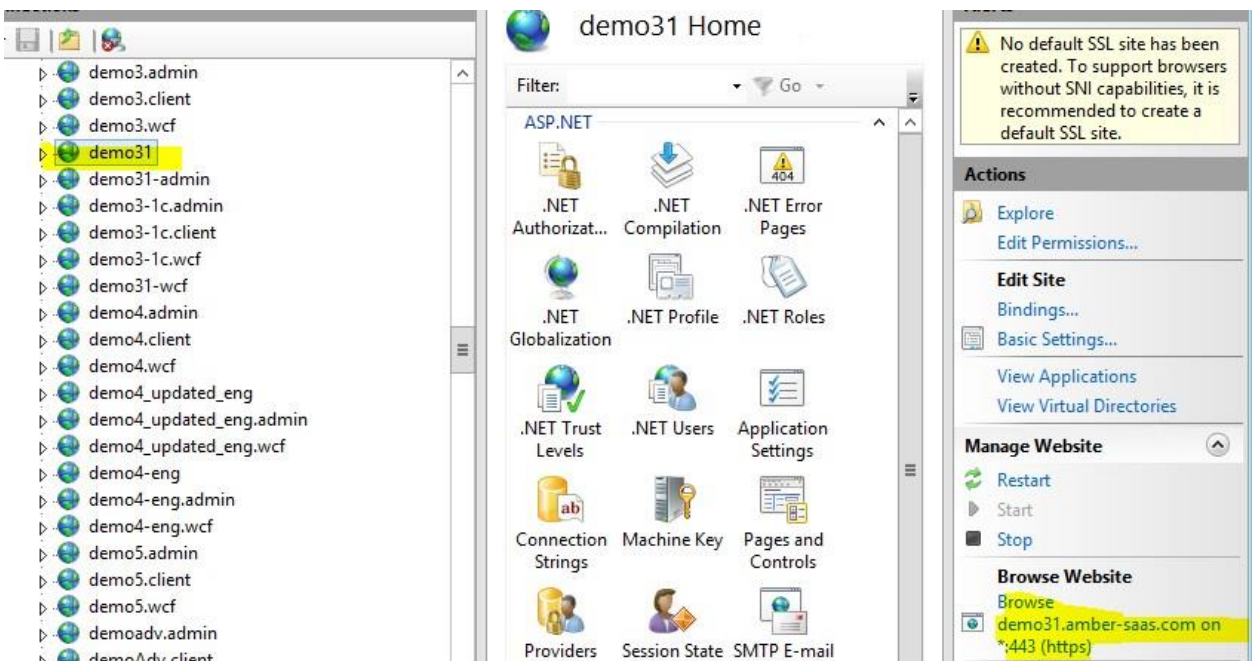 demo3.admin
demo3.client
demo3.wcf
demo31
demo31-admin
demo3-1c.admin
demo3-1c.client
demo3-1c.wcf
demo31-wcf
demo4.admin
demo4.client
demo4.wcf
demo4_updated_eng
demo4_updated_eng.admin
demo4_updated_eng.wcf
demo4-eng
demo4-eng.admin
demo4-eng.wcf
demo5.admin
demo5.client
demo5.wcf
demoadv.admin
demoAdv.client
demo31 Home
Filter:
Go
ASP.NET
.NET
Authorizat...
.NET
Compilation
.NET Error
Pages
404
.NET
Globalization
.NET Profile
.NET Roles
.NET Trust
Levels
.NET Users
Application
Settings
ab
Connection
Strings
Machine Key
Pages and
Controls
Providers
Session State
SMTP E-mail
No default SSL site has been
created. To support browsers
without SNI capabilities, it is
recommended to create a
default SSL site.
Actions
Explore
Edit Permissions...
Edit Site
Bindings...
Basic Settings...
View Applications
View Virtual Directories
Manage Website
Restart
Start
Stop
Browse Website
Browse
demo31.amber-saas.com on
*:443 (https)